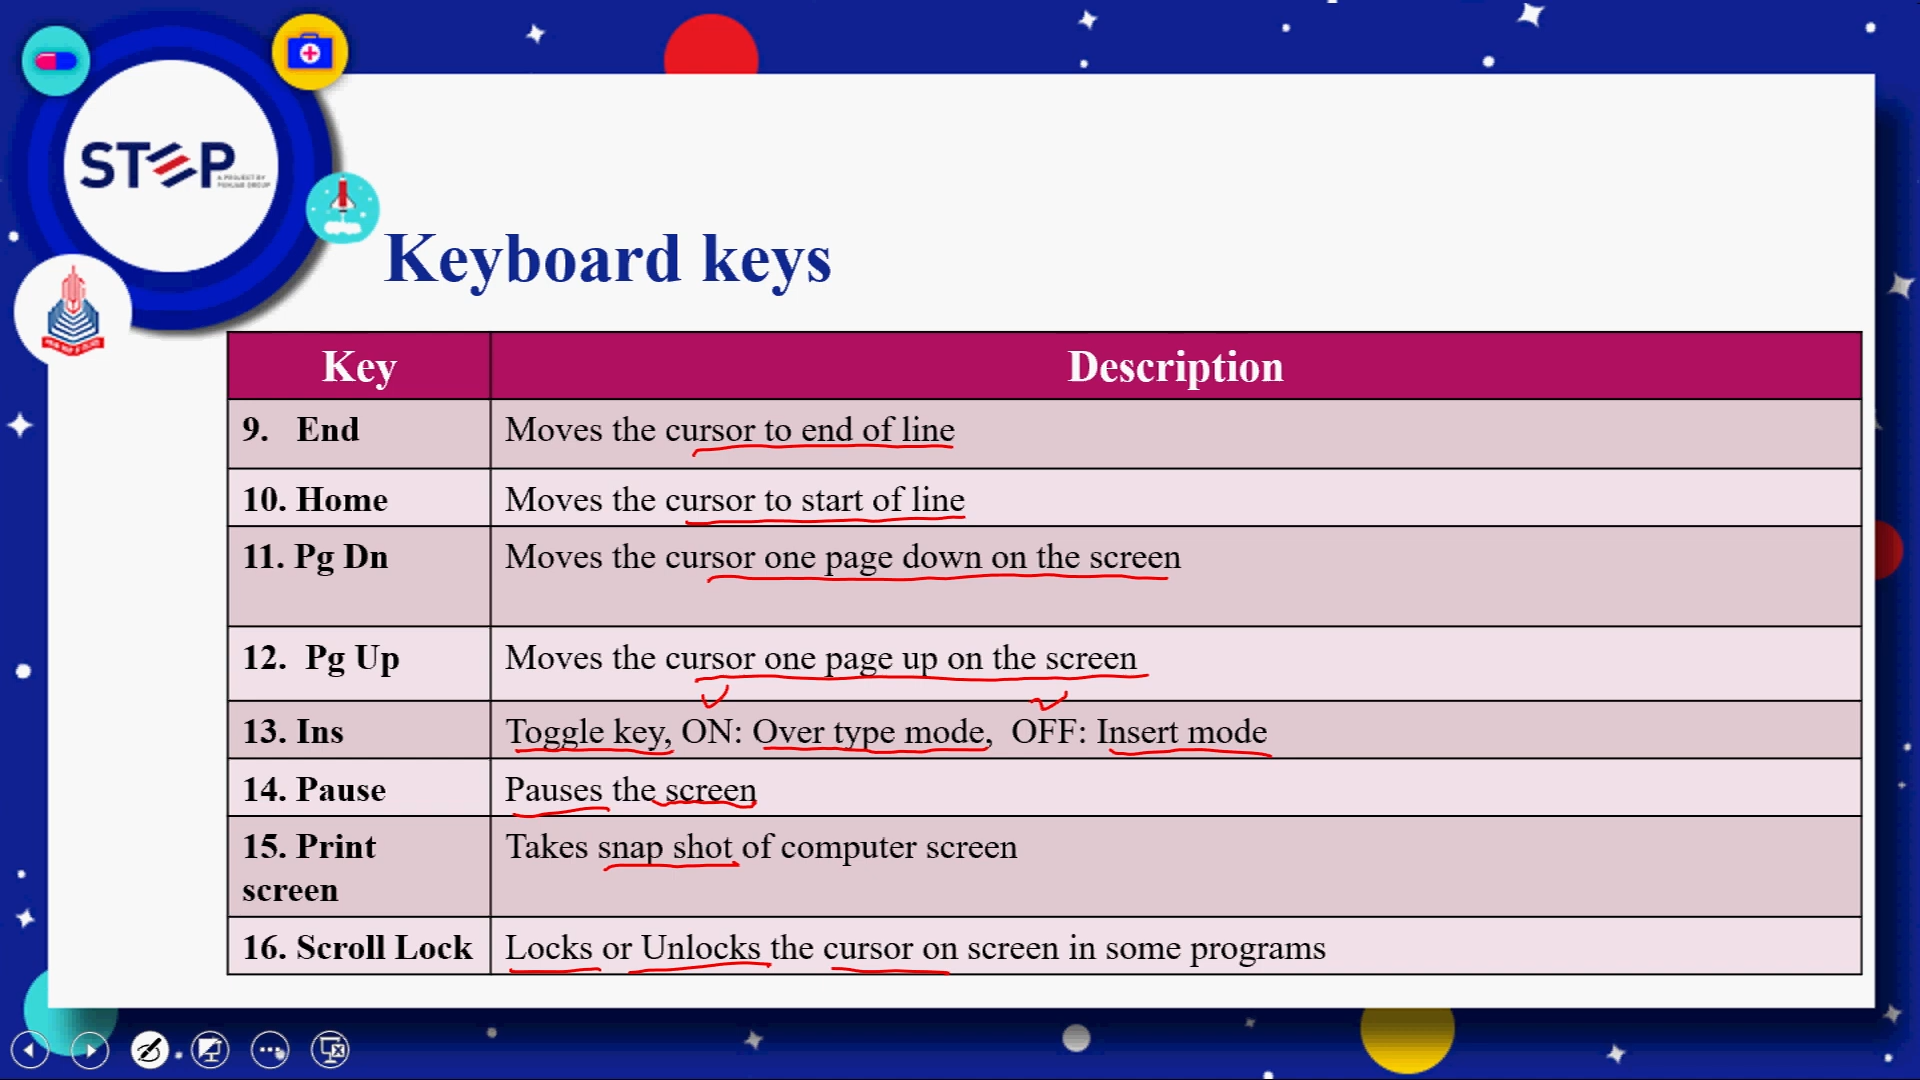 STEP
A PROJECT BY
PUNJAB GROUP
Keyboard keys
Key Description
9. End Moves the cursor to end of line
10. Home Moves the cursor to start of line
11. Pg Dn Moves the cursor one page down on the screen
12. Pg Up Moves the cursor one page up on the screen
13. Ins Toggle key, ON: Over type mode, OFF: Insert mode
14. Pause Pauses the screen
15. Print Takes snap shot of computer screen
screen
16. Scroll Lock Locks or Unlocks the cursor on screen in some programs